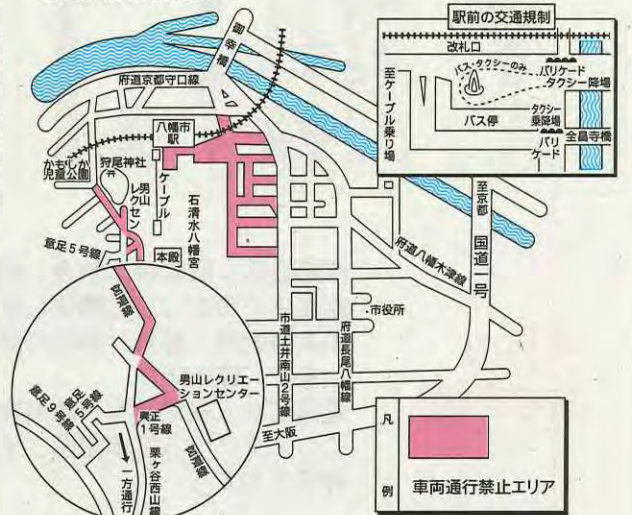 駅前の交通規制
改札口
バス・タクシーのみ
バリケード
タクシー降場
至ケーブル乗り場
タクシー
乗降場
バス停
全昌寺橋
バリ
ケード
御幸橋
府道京都守口線
八幡市
駅
かもしか
児童公園
狩尾神社
男山
レクセン
ケーブル
石清水八幡宮
本殿
意足5号線
至京都
国道一号
府道八幡木津線
市役所
市道土井南山2号線
府道長尾八幡線
至大阪
男山レクリエー
ションセンター
意足
5号線
意足9号線
興正
1号線
一方通行
栗ヶ谷西山線
凡
例
車両通行禁止エリア